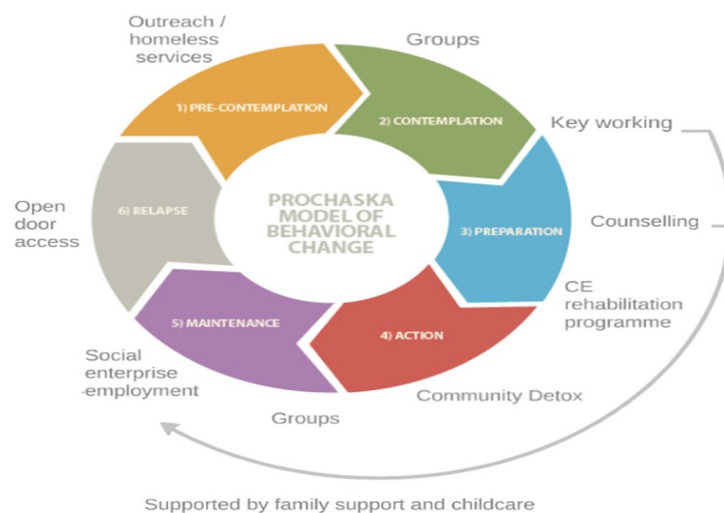 Outreach /
homeless
services
Groups
1) PRE-CONTEMPLATION
2) CONTEMPLATION
Key working
PROCHASKA
MODEL OF
BEHAVIORAL
CHANGE
6) RELAPSE
Open
door
access
3) PREPARATION
Counselling
CE
rehabilitation
programme
5) MAINTENANCE
4) ACTION
Social
enterprise
employment
Community Detox
Groups
Supported by family support and childcare